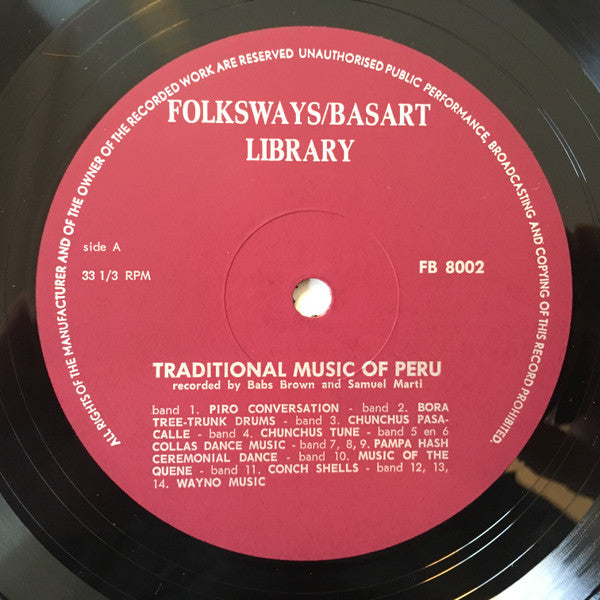 ALL RIGHTS OF THE MANUFACTURER AND OF THE OWNER OF THE RECORDED WORK ARE RESERVED UNAUTHORISED PUBLIC PERFORMANCE, BROADCASTING AND COPYING OF THIS RECORD PROHIBITED.
FOLKSWAYS/BASART
LIBRARY
side A
33 1/3 RPM
FB 8002
TRADITIONAL MUSIC OF PERU
recorded by Babs Brown and Samuel Marti
band 1. PIRO CONVERSATION - band 2. BORA
TREE-TRUNK DRUMS - band 3. CHUNCHUS PASA-
CALLE - band 4. CHUNCHUS TUNE - band 5 en 6
COLLAS DANCE MUSIC - band 7, 8, 9. PAMPA HASH
CEREMONIAL DANCE - band 10. MUSIC OF THE
QUENE - band 11. CONCH SHELLS - band 12, 13,
14. WAYNO MUSIC